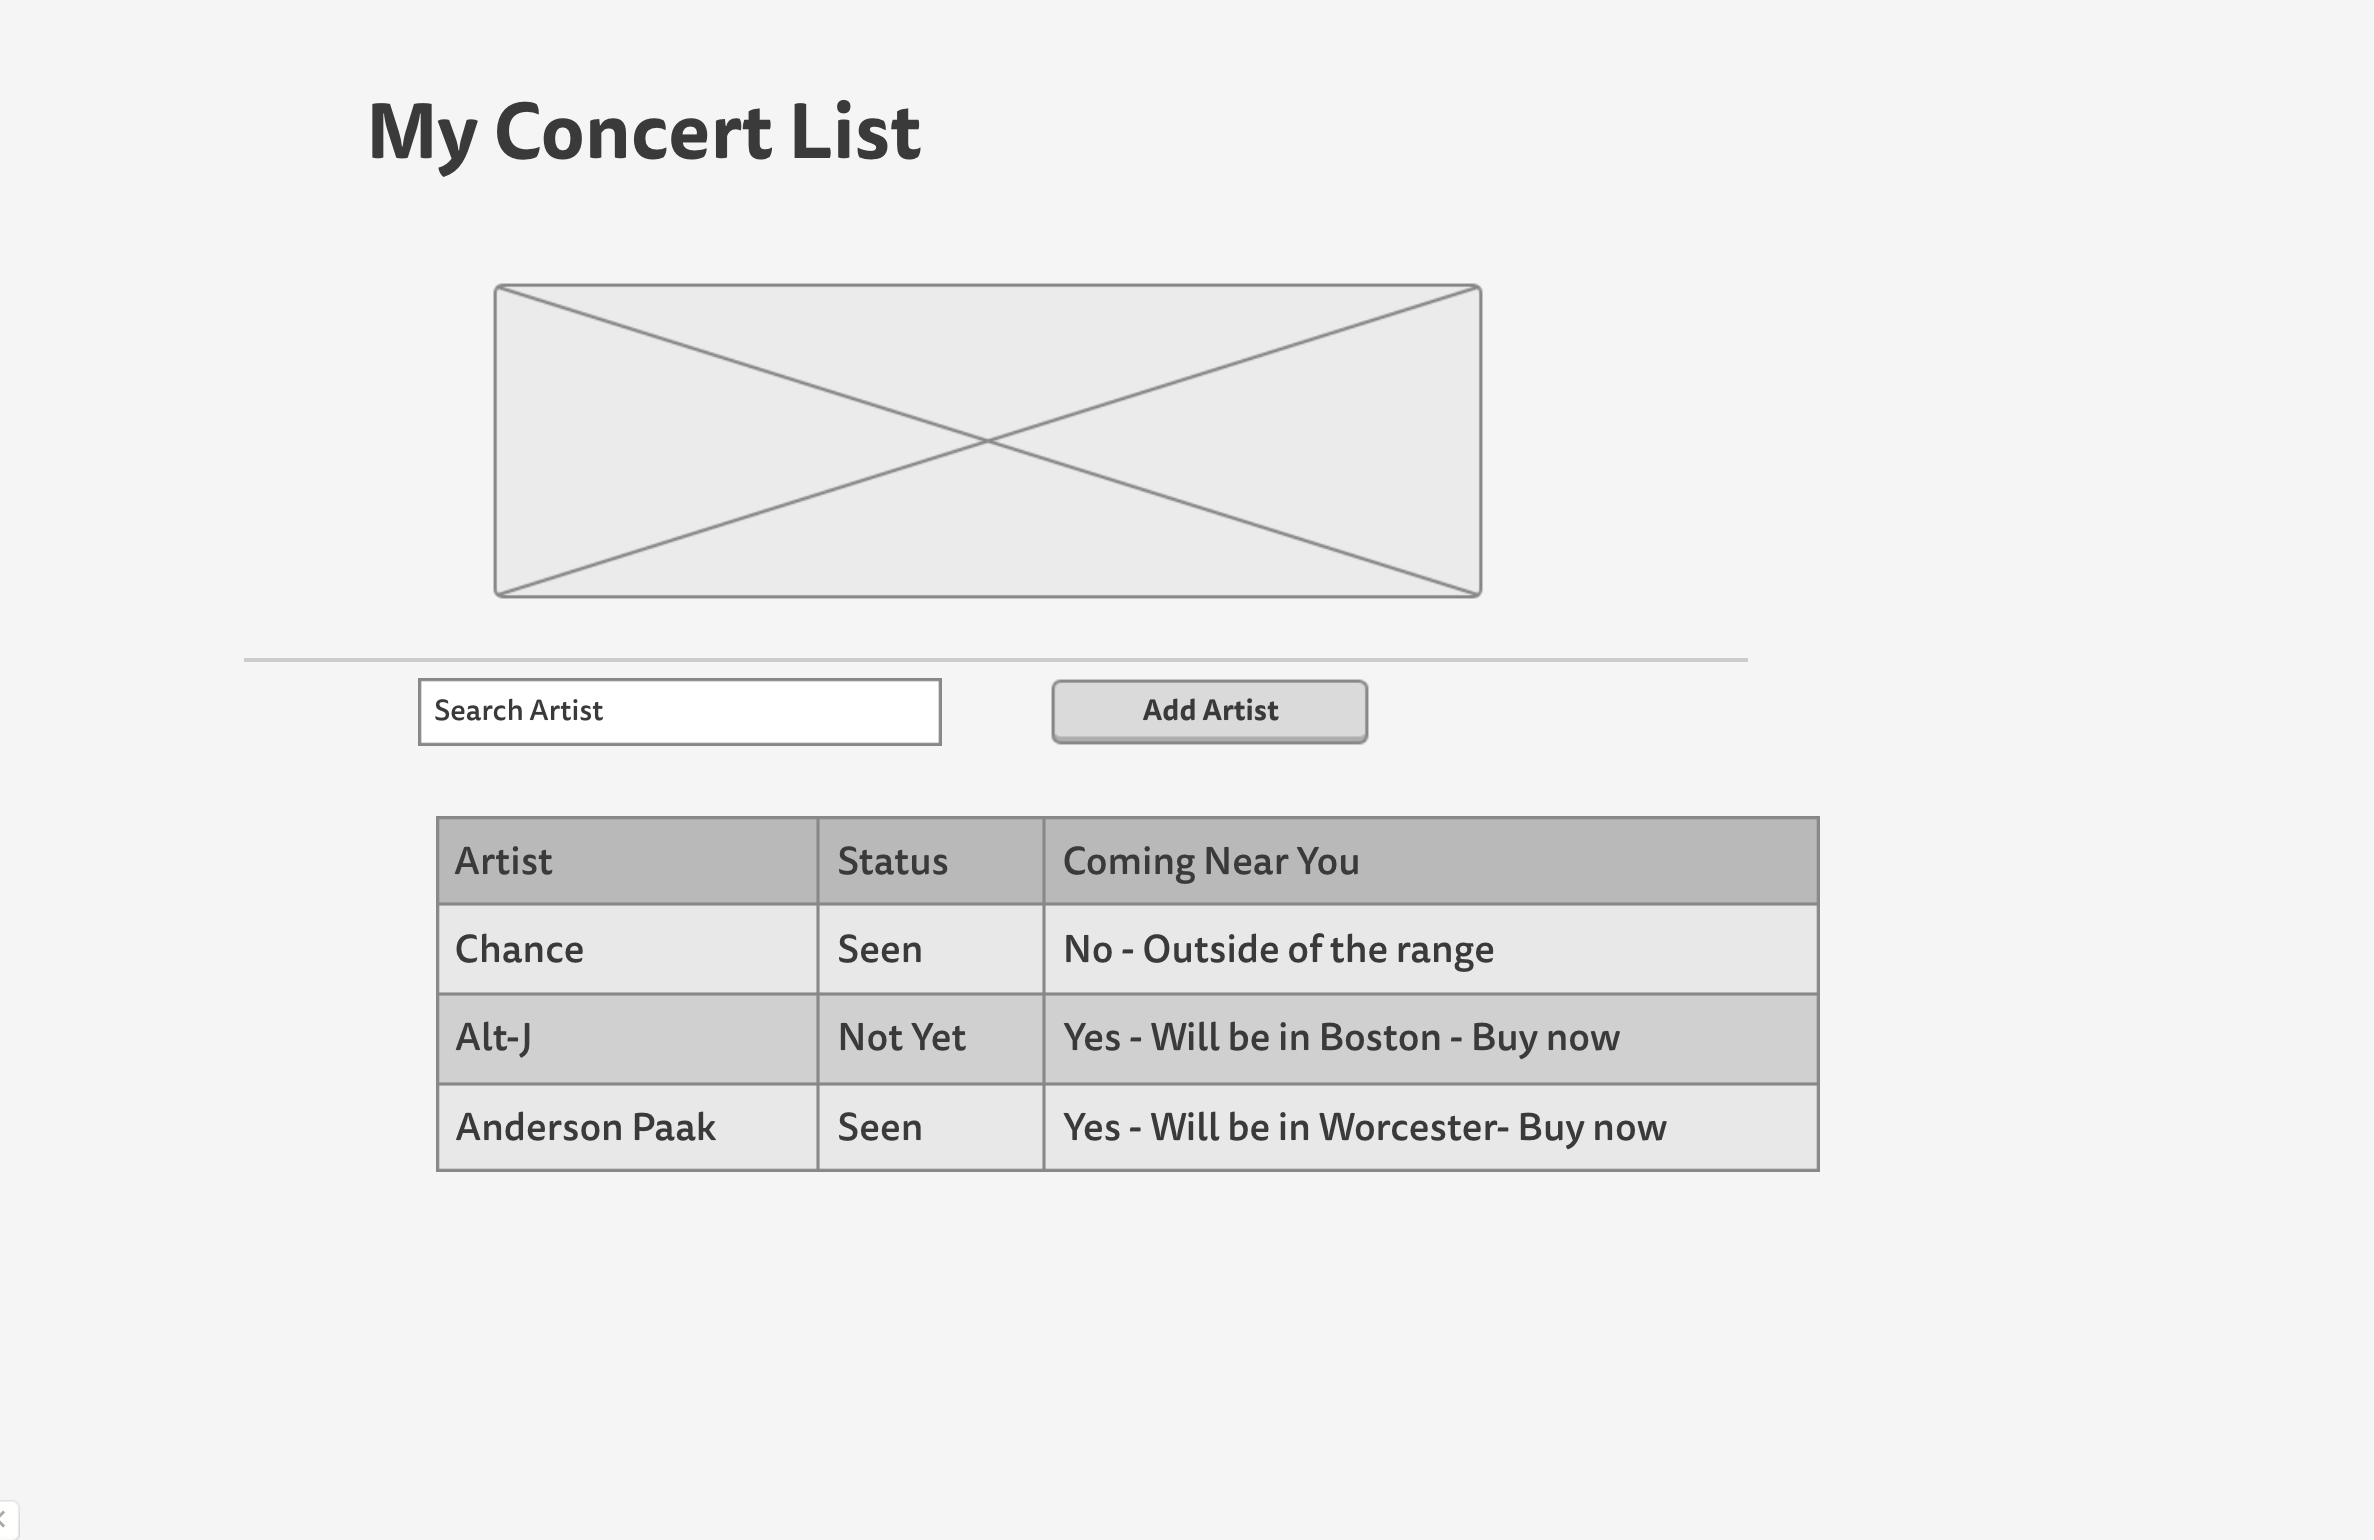 My Concert List
Search Artist
Add Artist
Artist Status Coming Near You
Chance Seen No - Outside of the range
Alt-J Not Yet Yes - Will be in Boston - Buy now
Anderson Paak Seen Yes - Will be in Worcester- Buy now